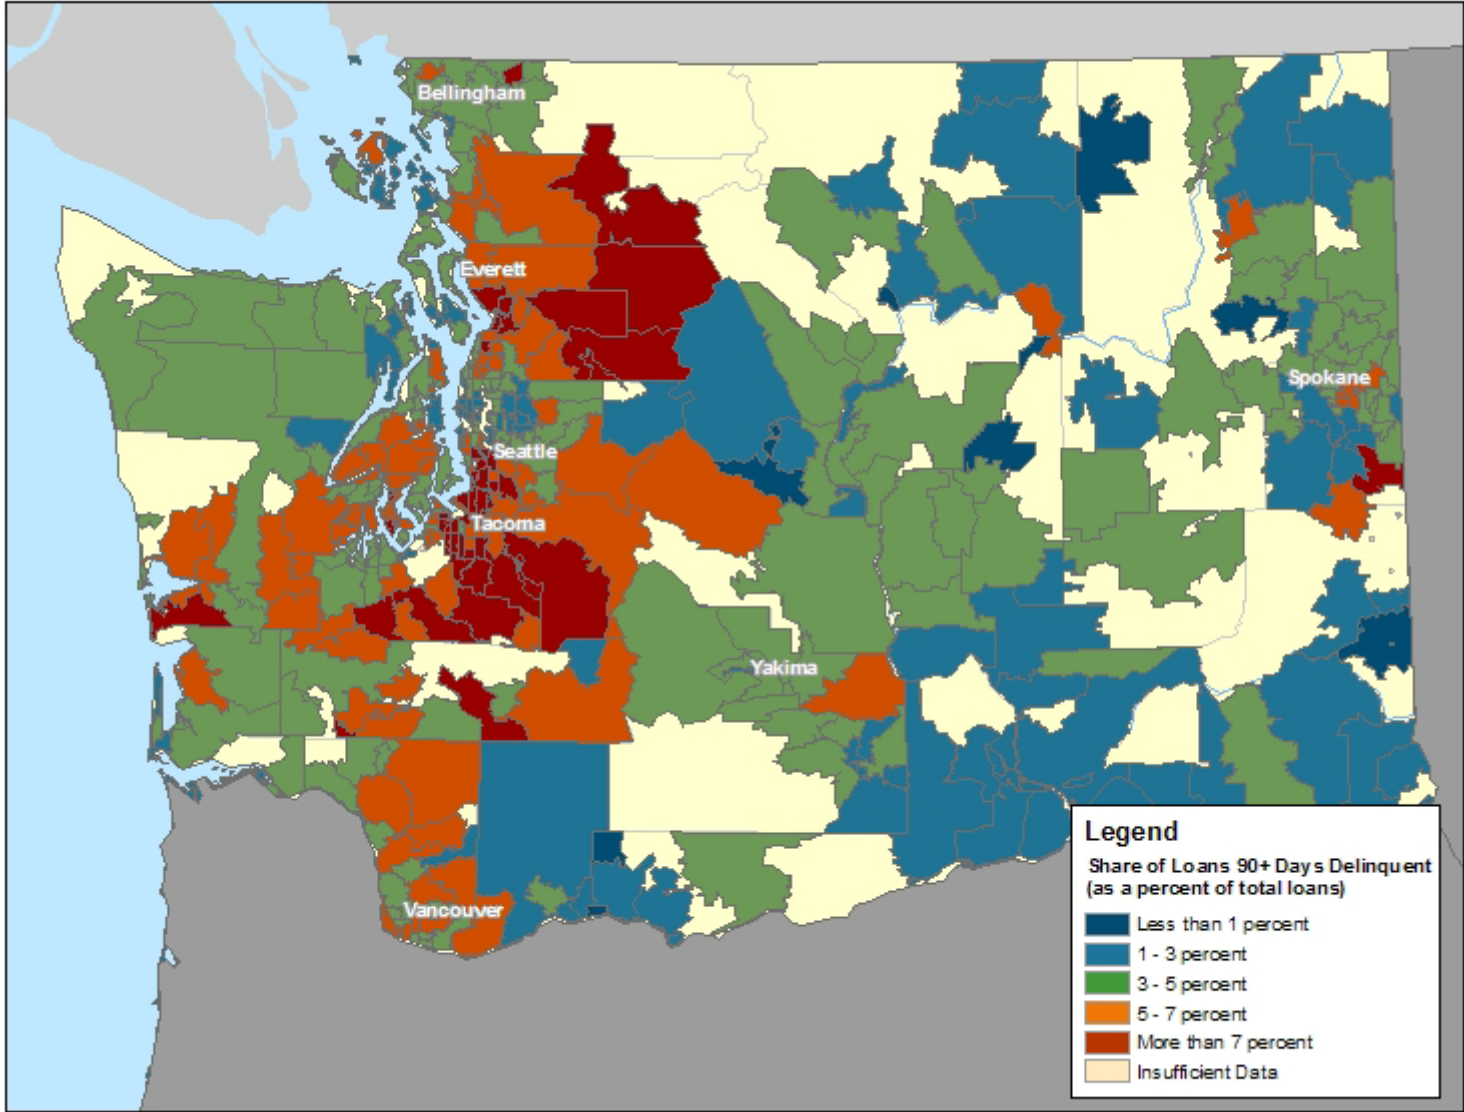 Bellingham
Everett
Spokane
Seattle
Tacoma
Yakima
Vancouver
Legend
Share of Loans 90+ Days Delinquent
(as a percent of total loans)
Less than 1 percent
1 - 3 percent
3 - 5 percent
5 - 7 percent
More than 7 percent
Insufficient Data